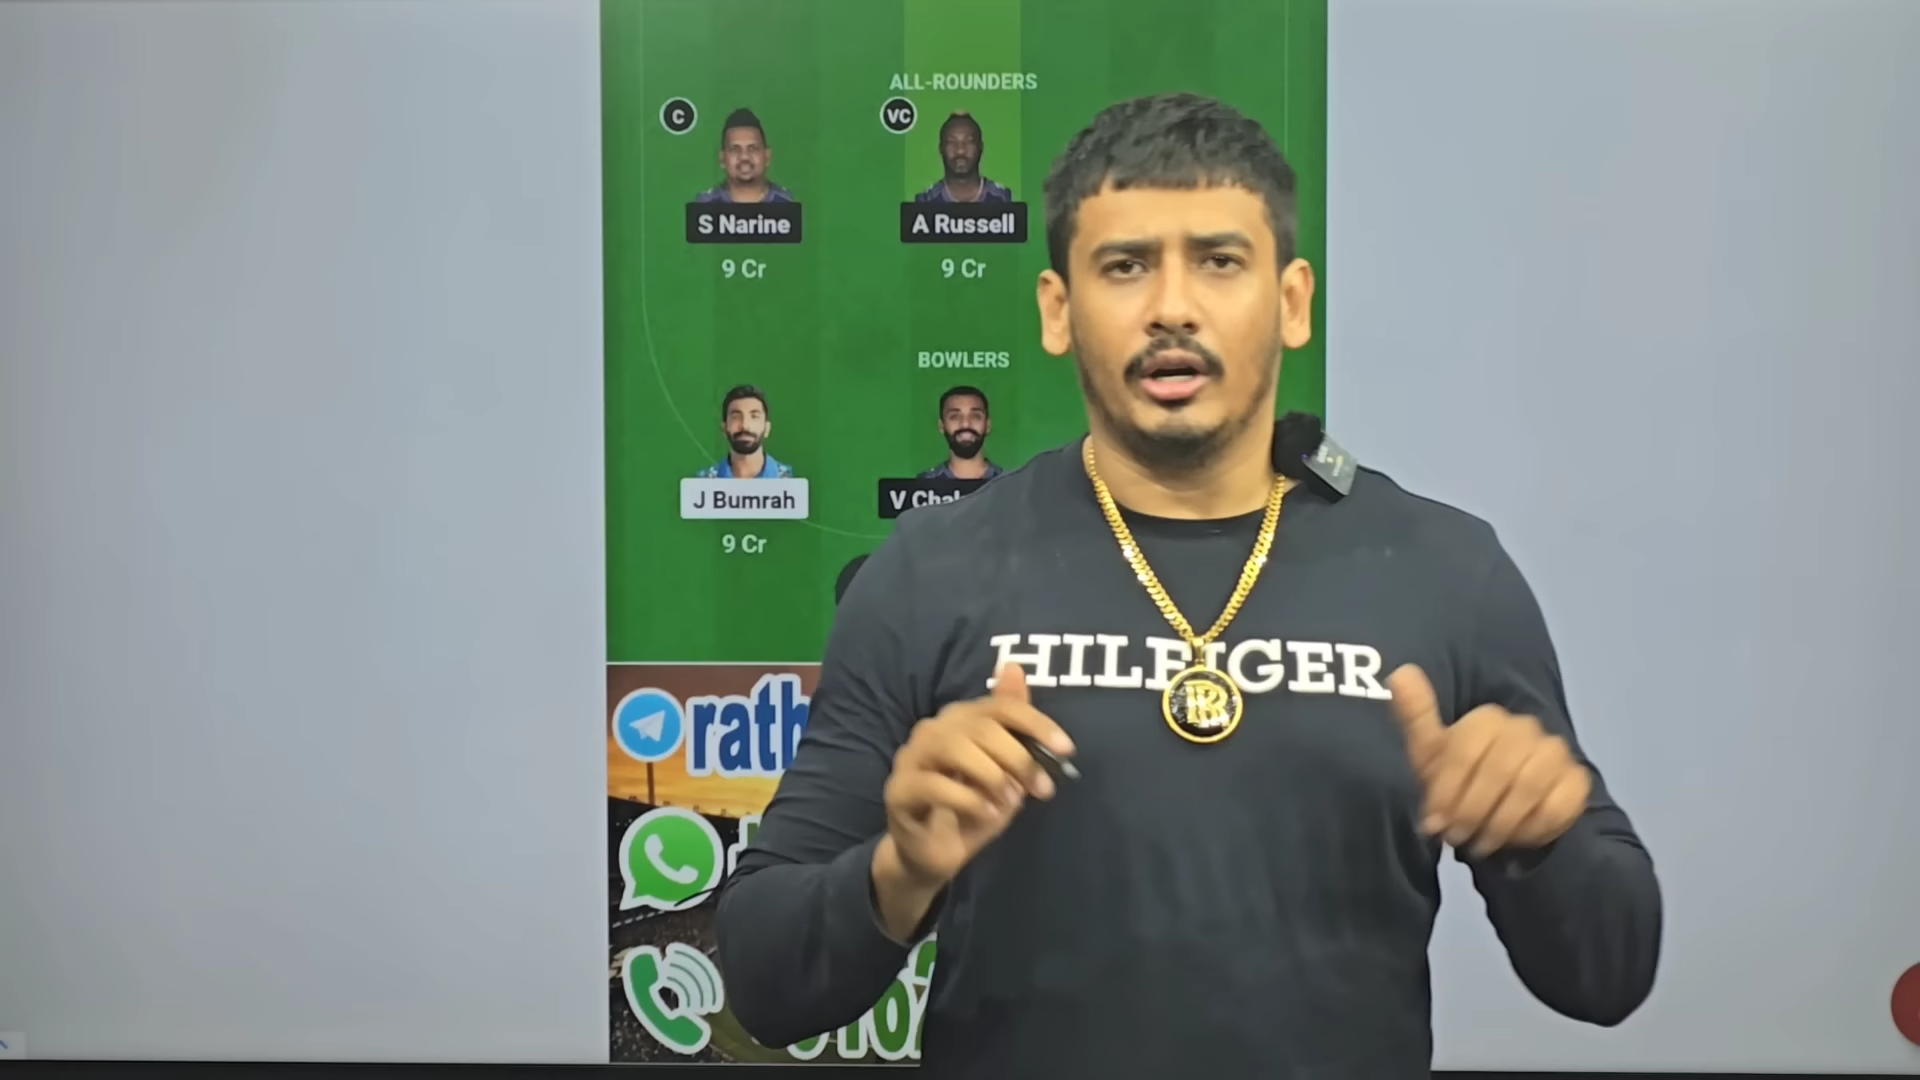 ALL-ROUNDERS
C
VC
S Narine
A Russell
9 Cr
9 Cr
BOWLERS
J Bumrah
V
9 Cr
HILFIGER